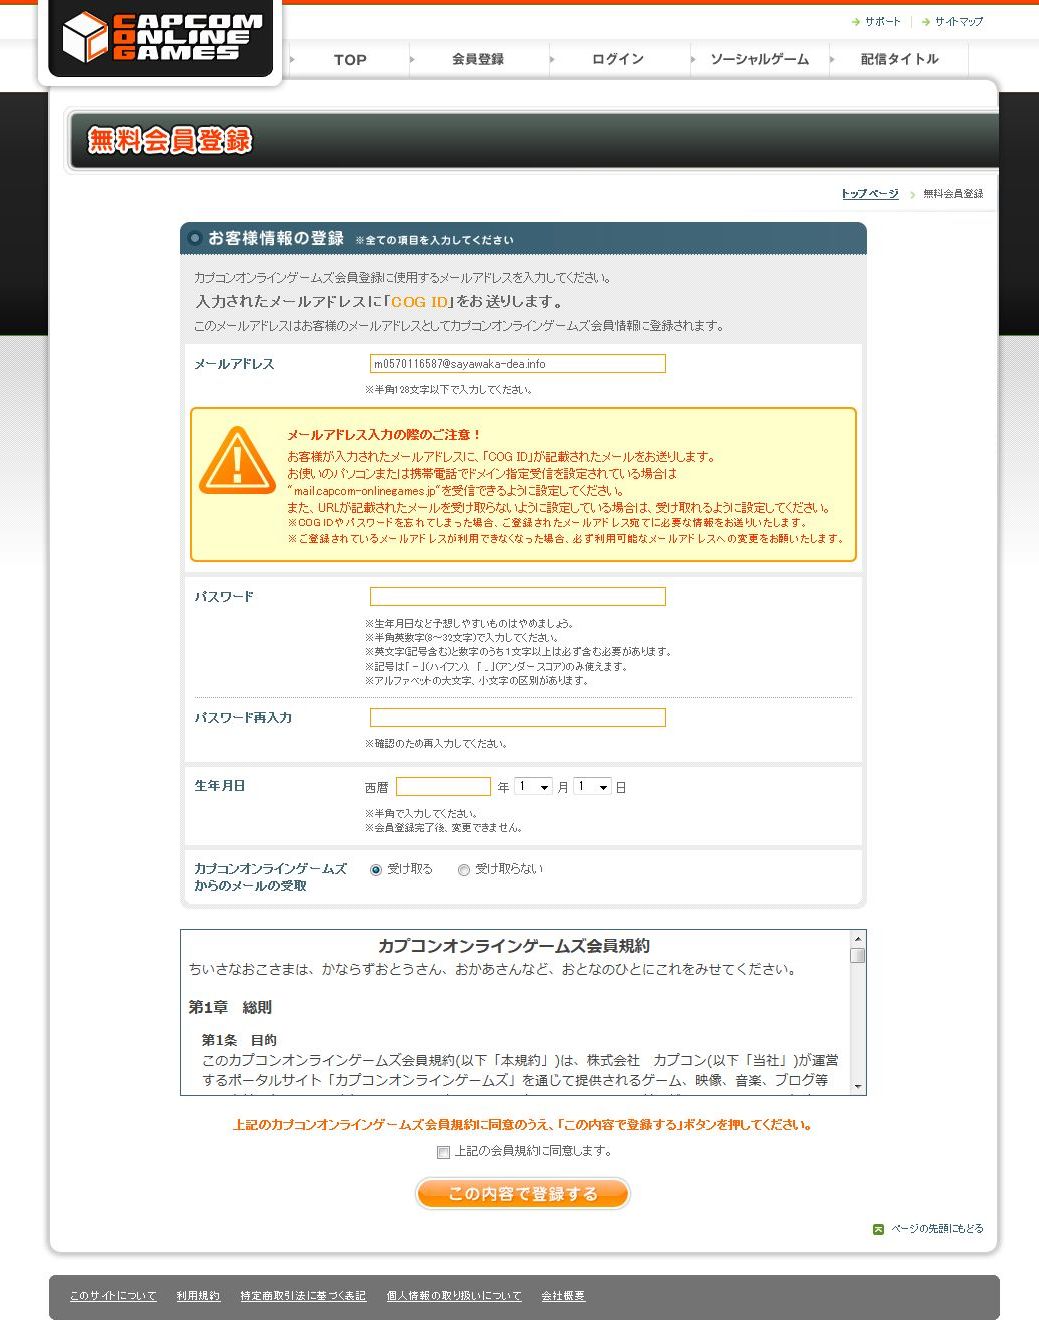 CAPCOM
ONLINE
GAMES
サポート
サイトマップ
TOP
会員登録
ログイン
ソーシャルゲーム
配信タイトル
無料会員登録
トップページ
無料会員登録
お客様情報の登録 ※全ての項目を入力してください
カプコンオンラインゲームズ会員登録に使用するメールアドレスを入力してください。
入力されたメールアドレスに「COG ID」をお送りします。
このメールアドレスはお客様のメールアドレスとしてカプコンオンラインゲームズ会員情報に登録されます。
メールアドレス
m0570116587@sayawaka-dea.info
※半角128文字以下で入力してください。
メールアドレス入力の際のご注意！
お客様が入力されたメールアドレスに、「COG ID」が記載されたメールをお送りします。
お使いのパソコンまたは携帯電話でドメイン指定受信を設定されている場合は
“mail.capcom-onlinegames.jp”を受信できるように設定してください。
また、URLが記載されたメールを受け取らないように設定している場合は、受け取れるように設定してください。
※COG IDやパスワードを忘れてしまった場合、ご登録されたメールアドレス宛てに必要な情報をお送りいたします。
※ご登録されているメールアドレスが利用できなくなった場合、必ず利用可能なメールアドレスへの変更をお願いたします。
パスワード
※生年月日など予想しやすいものはやめましょう。
※半角英数字(8～32文字)で入力してください。
※英文字(記号含む)と数字のうち１文字以上は必ず含む必要があります。
※記号は「－」(ハイフン)、「＿」(アンダースコア)のみ使えます。
※アルファベットの大文字、小文字の区別があります。
パスワード再入力
※確認のため再入力してください。
生年月日
西暦 年 1 月 1 日
※半角で入力してください。
※会員登録完了後、変更できません。
カプコンオンラインゲームズ
からのメールの受取
受け取る 受け取らない
カプコンオンラインゲームズ会員規約
ちいさなおこさまは、かならずおとうさん、おかあさんなど、おとなのひとにこれをみせてください。
第1章　総則
第1条　目的
このカプコンオンラインゲームズ会員規約(以下「本規約」)は、株式会社　カプコン(以下「当社」)が運営
するポータルサイト「カプコンオンラインゲームズ」を通じて提供されるゲーム、映像、音楽、ブログ等
上記のカプコンオンラインゲームズ会員規約に同意のうえ、「この内容で登録する」ボタンを押してください。
上記の会員規約に同意します。
この内容で登録する
ページの先頭にもどる
このサイトについて
利用規約
特定商取引法に基づく表記
個人情報の取り扱いについて
会社概要